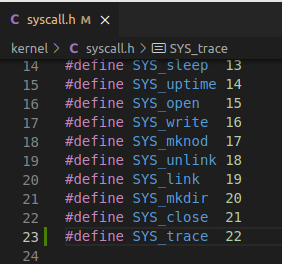 C syscall.h M ×
kernel > C syscall.h > SYS_trace
14 #define SYS_sleep 13
15 #define SYS_uptime 14
16 #define SYS_open 15
17 #define SYS_write 16
18 #define SYS_mknod 17
19 #define SYS_unlink 18
20 #define SYS_link 19
21 #define SYS_mkdir 20
22 #define SYS_close 21
23 #define SYS_trace 22
24